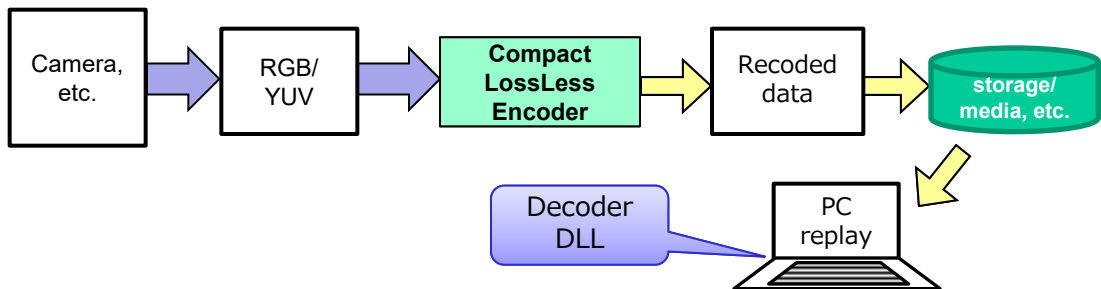 Camera,
etc.
RGB/
YUV
Compact
LossLess
Encoder
Recoded
data
storage/
media, etc.
Decoder
DLL
PC
replay